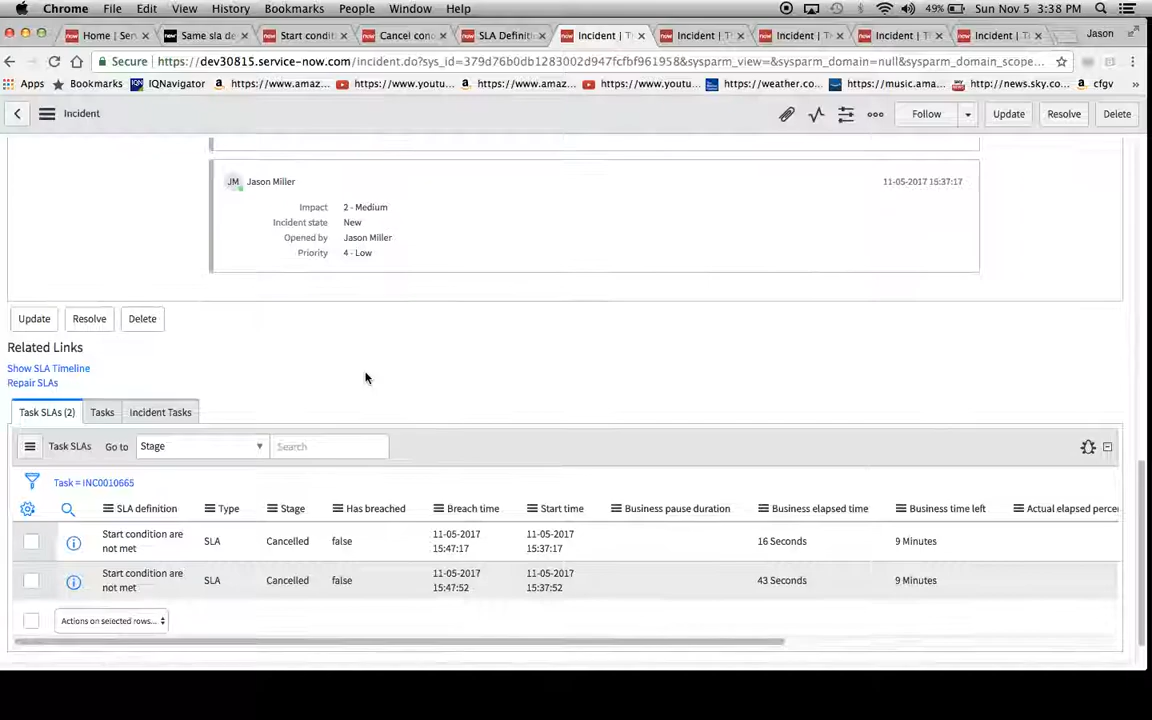 Chrome File Edit View History Bookmarks People Window Help 49% Sun Nov 5 3:38 PM
Home | Ser Same sla de Start condit Cancel conc SLA Definiti Incident | T Incident | T Incident | T Incident | T Incident | T Jason
Secure https://dev30815.service-now.com/incident.do?sys_id=379d76b0db1283002d947fcfbf961958&sysparm_view=&sysparm_domain=null&sysparm_domain_scope...
Apps Bookmarks IQNavigator https://www.amaz... https://www.youtu... https://www.amaz... https://www.youtu... https://weather.co... https://music.ama... http://news.sky.co... cfgv »
Incident Follow Update Resolve Delete
JM Jason Miller 11-05-2017 15:37:17
Impact 2 - Medium
Incident state New
Opened by Jason Miller
Priority 4 - Low
Update Resolve Delete
Related Links
Show SLA Timeline
Repair SLAs
Task SLAs (2) Tasks Incident Tasks
Task SLAs Go to Stage Search
Task = INC0010665
SLA definition Type Stage Has breached Breach time Start time Business pause duration Business elapsed time Business time left Actual elapsed perce
Start condition are not met SLA Cancelled false 11-05-2017 15:47:17 11-05-2017 15:37:17 16 Seconds 9 Minutes
Start condition are not met SLA Cancelled false 11-05-2017 15:47:52 11-05-2017 15:37:52 43 Seconds 9 Minutes
Actions on selected rows...